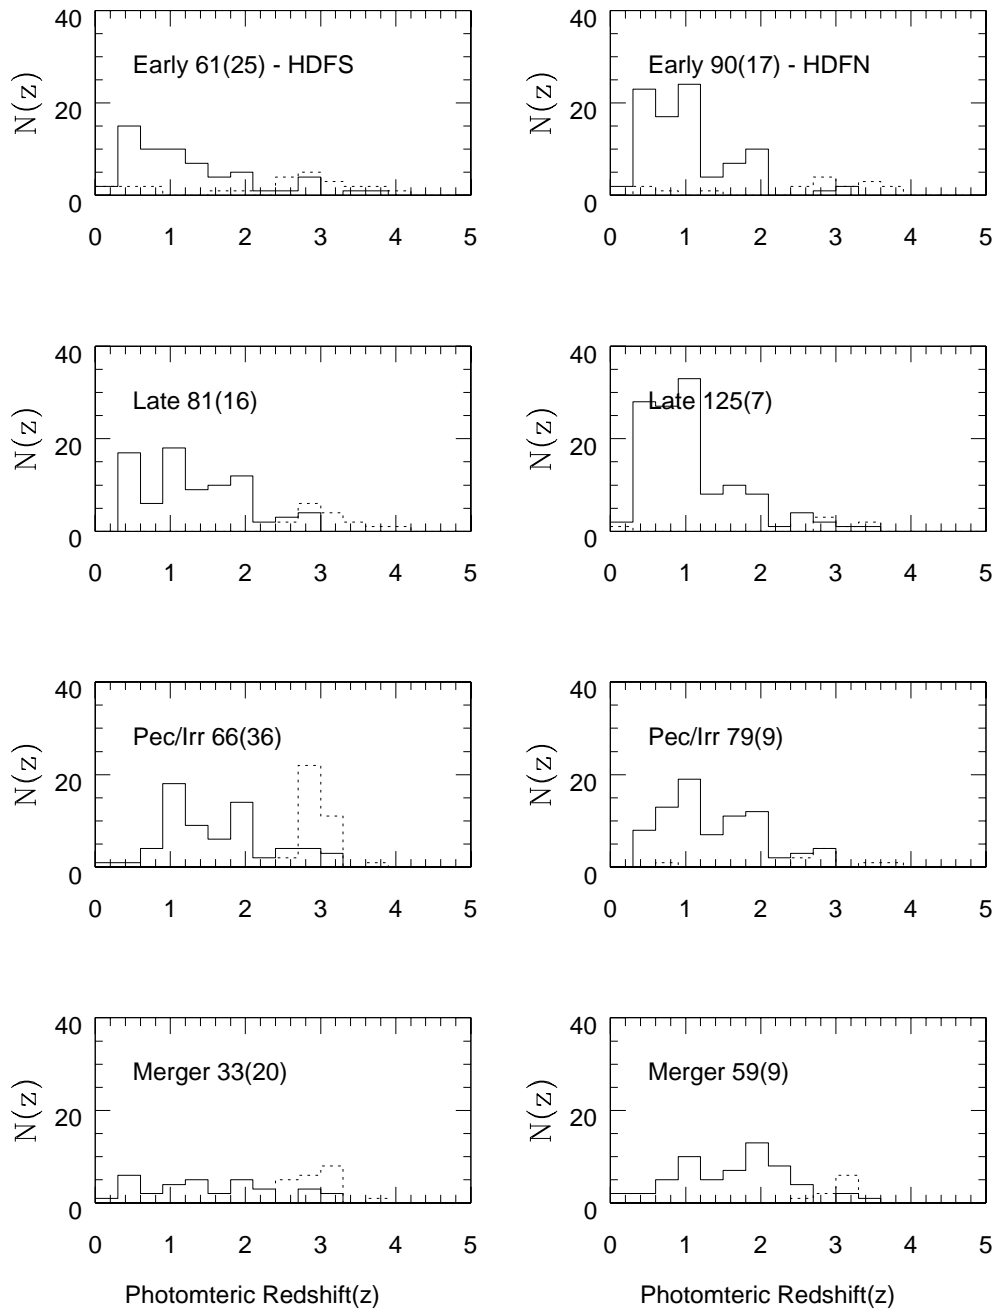 40
20
0
N(z)
Early 61(25) - HDFS
0 1 2 3 4 5
40
20
0
N(z)
Early 90(17) - HDFN
0 1 2 3 4 5
40
20
0
N(z)
Late 81(16)
0 1 2 3 4 5
40
20
0
N(z)
Late 125(7)
0 1 2 3 4 5
40
20
0
N(z)
Pec/Irr 66(36)
0 1 2 3 4 5
40
20
0
N(z)
Pec/Irr 79(9)
0 1 2 3 4 5
40
20
0
N(z)
Merger 33(20)
0 1 2 3 4 5
Photomteric Redshift(z)
40
20
0
N(z)
Merger 59(9)
0 1 2 3 4 5
Photomteric Redshift(z)